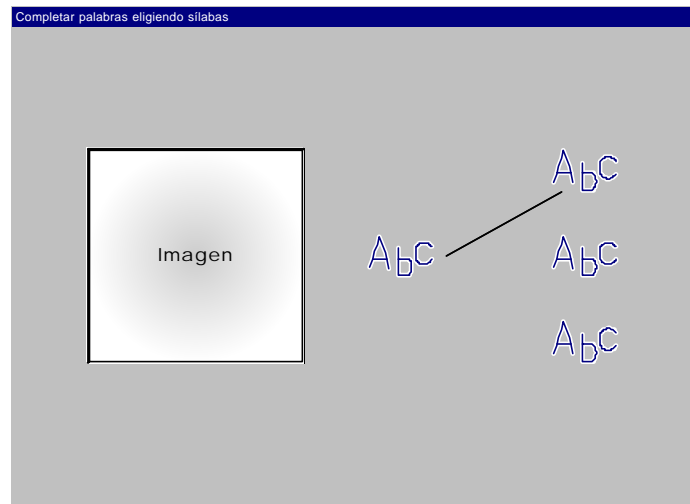 Completar palabras eligiendo sílabas
AbC
Imagen
AbC
AbC
AbC